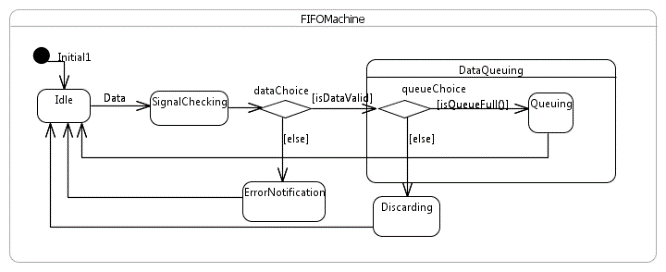 FIFOMachine
Initial1
DataQueuing
dataChoice
queueChoice
Idle
Data
SignalChecking
[isDataValid]
[isQueueFull()]
Queuing
[else]
[else]
ErrorNotification
Discarding